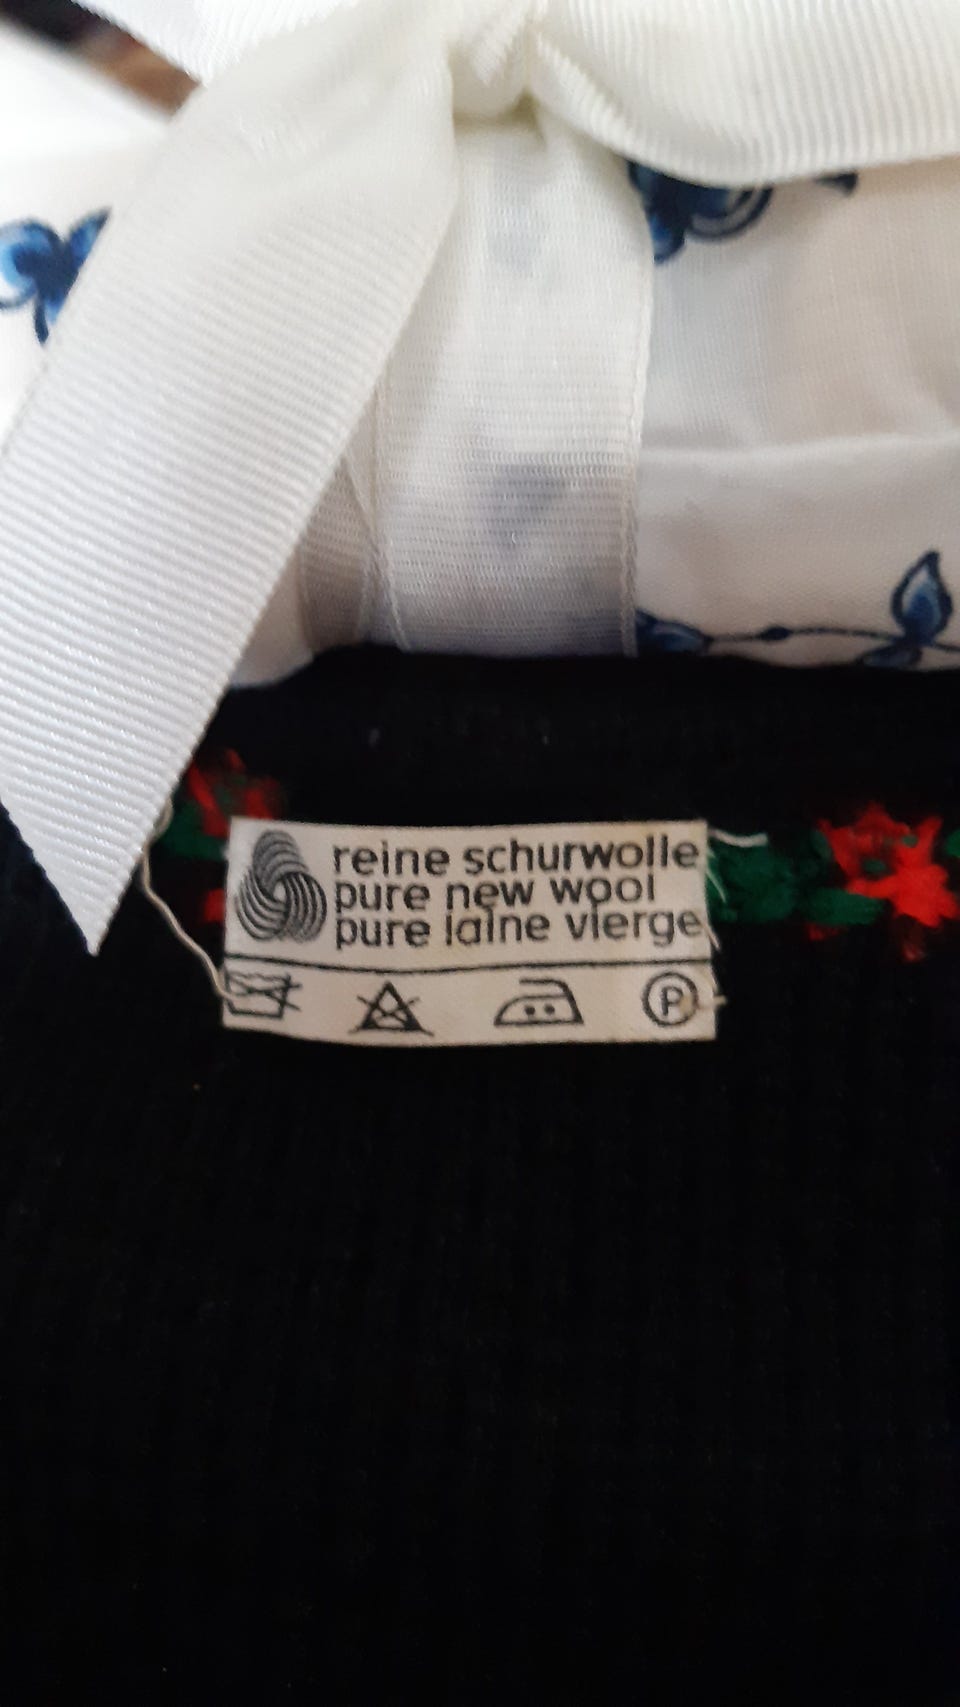 reine schurwolle
pure new wool
pure laine vierge
P